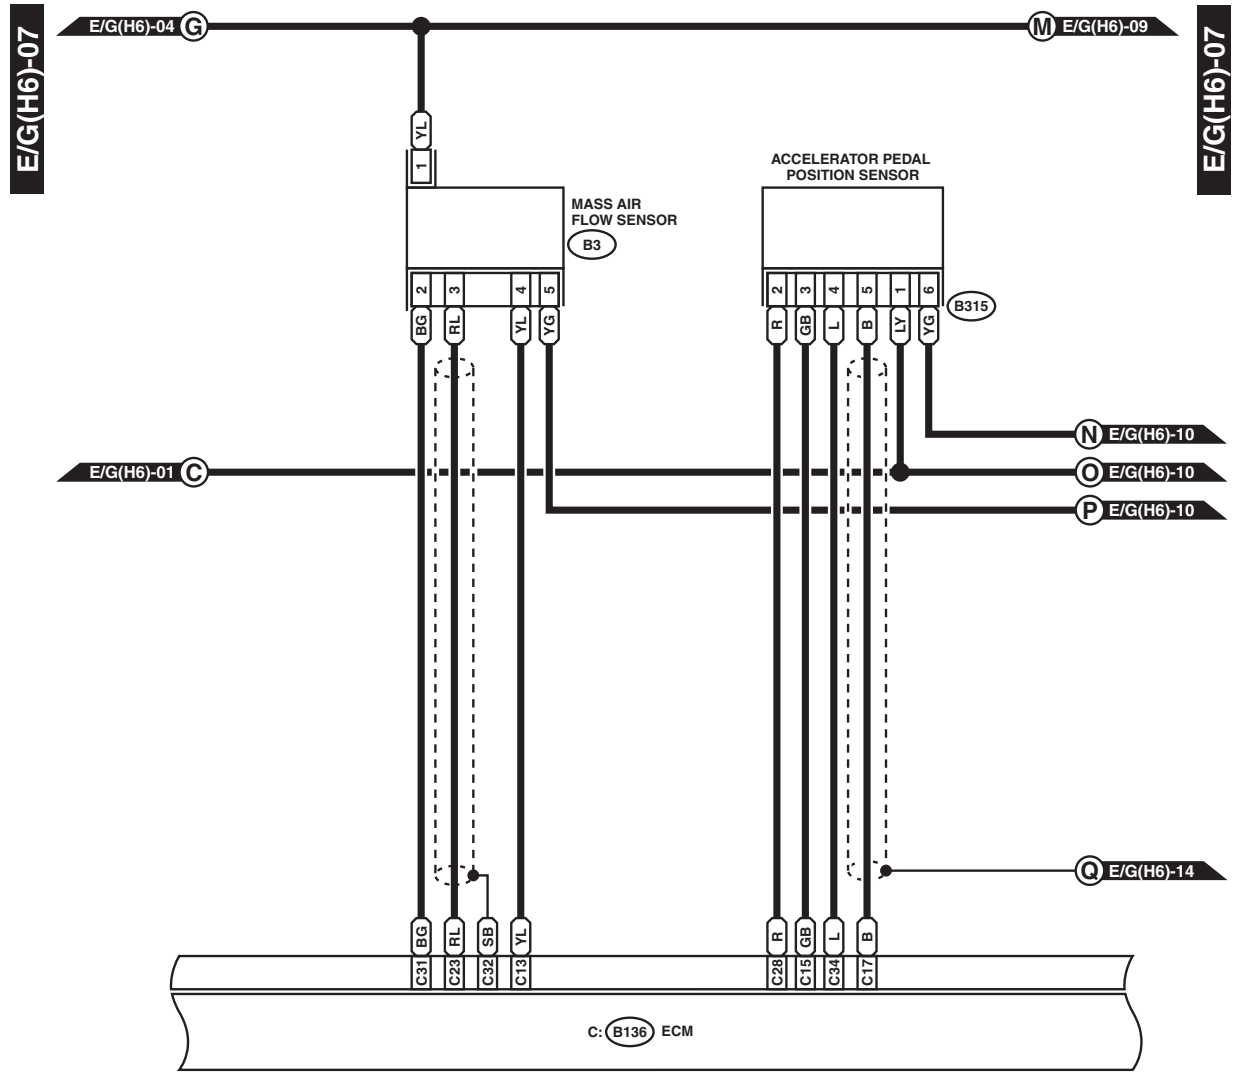 E/G(H6)-07
E/G(H6)-07
E/G(H6)-04 G
M E/G(H6)-09
YL
1
ACCELERATOR PEDAL
POSITION SENSOR
MASS AIR
FLOW SENSOR
B3
2 3 4 5
2 3 4 5 1 6
B315
BG RL YL YG
R GB L B LY YG
N E/G(H6)-10
E/G(H6)-01 C
O E/G(H6)-10
P E/G(H6)-10
Q E/G(H6)-14
BG RL SB YL
R GB L B
C31 C23 C32 C13
C28 C15 C34 C17
C: B136 ECM